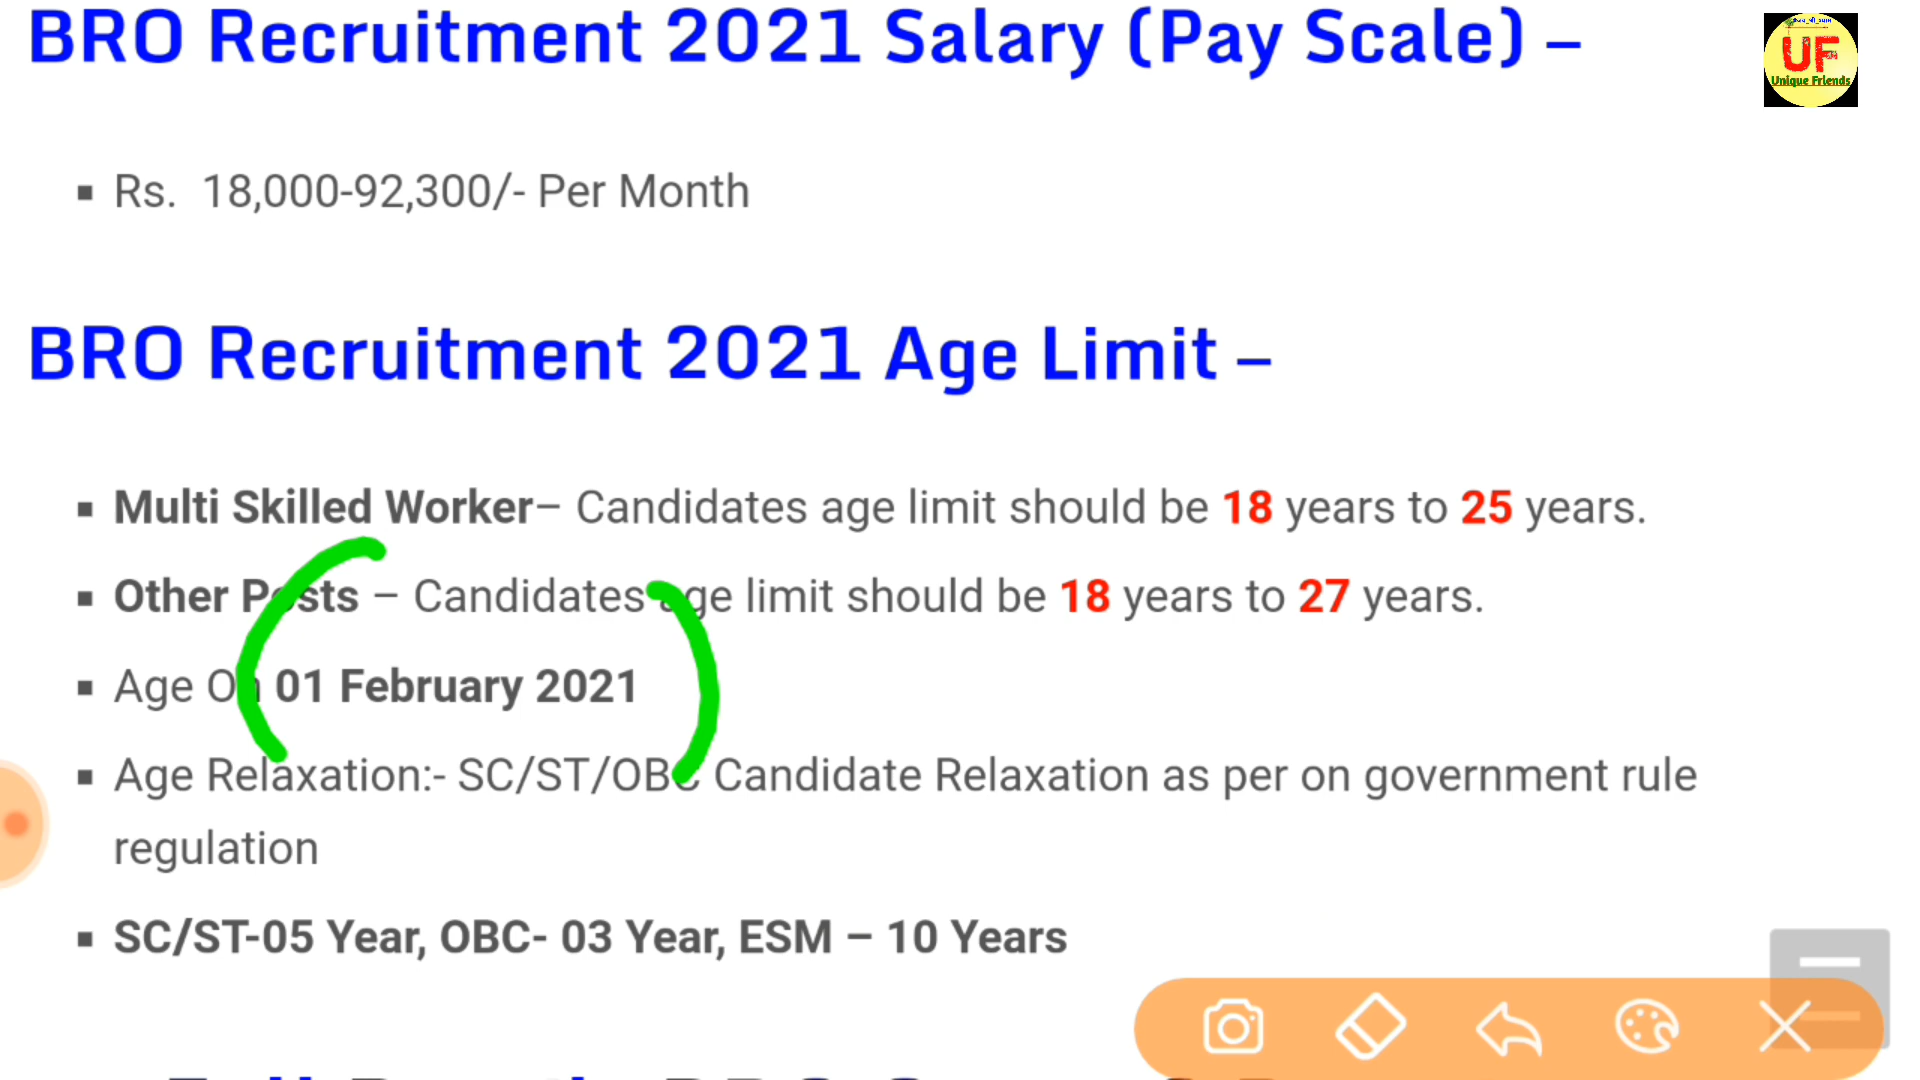 BRO Recruitment 2021 Salary (Pay Scale) –
UF
Unique Friends
▪ Rs. 18,000-92,300/- Per Month
BRO Recruitment 2021 Age Limit –
▪ Multi Skilled Worker– Candidates age limit should be 18 years to 25 years.
▪ Other Posts – Candidates age limit should be 18 years to 27 years.
▪ Age On 01 February 2021
▪ Age Relaxation:- SC/ST/OBC Candidate Relaxation as per on government rule
regulation
▪ SC/ST-05 Year, OBC- 03 Year, ESM – 10 Years